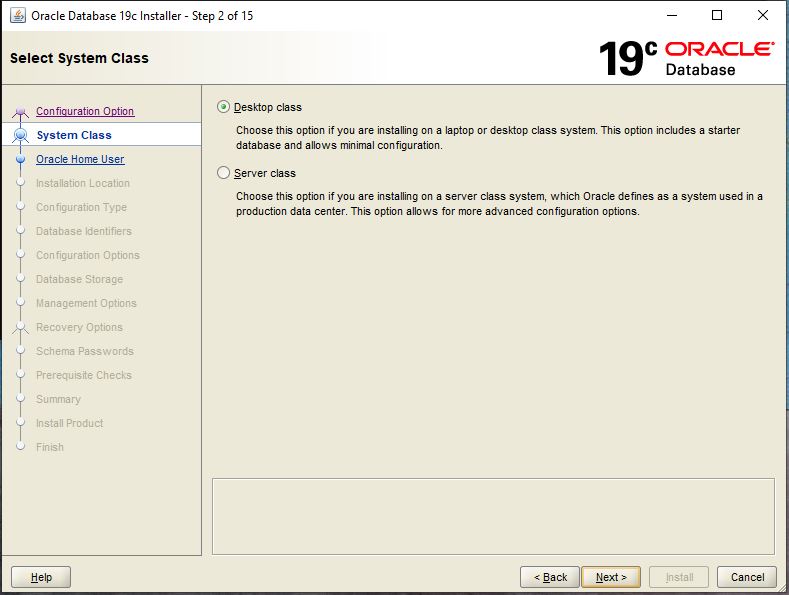 Oracle Database 19c Installer - Step 2 of 15
Select System Class
19c ORACLE
Database
Configuration Option
System Class
Oracle Home User
Installation Location
Configuration Type
Database Identifiers
Configuration Options
Database Storage
Management Options
Recovery Options
Schema Passwords
Prerequisite Checks
Summary
Install Product
Finish
Desktop class
Choose this option if you are installing on a laptop or desktop class system. This option includes a starter
database and allows minimal configuration.
Server class
Choose this option if you are installing on a server class system, which Oracle defines as a system used in a
production data center. This option allows for more advanced configuration options.
Help
< Back
Next >
Install
Cancel